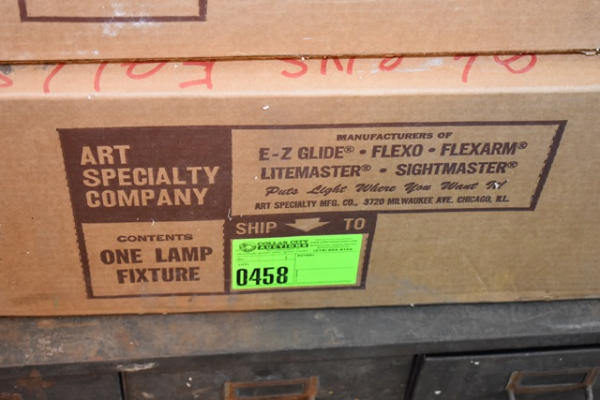 ART
SPECIALTY
COMPANY
MANUFACTURERS OF
E-Z GLIDE® • FLEXO • FLEXARM®
LITEMASTER® • SIGHTMASTER®
Puts Light Where You Want It!
ART SPECIALTY MFG. CO., 3720 MILWAUKEE AVE. CHICAGO, ILL.
CONTENTS
ONE LAMP
FIXTURE
SHIP TO
AUCTIONS
0458